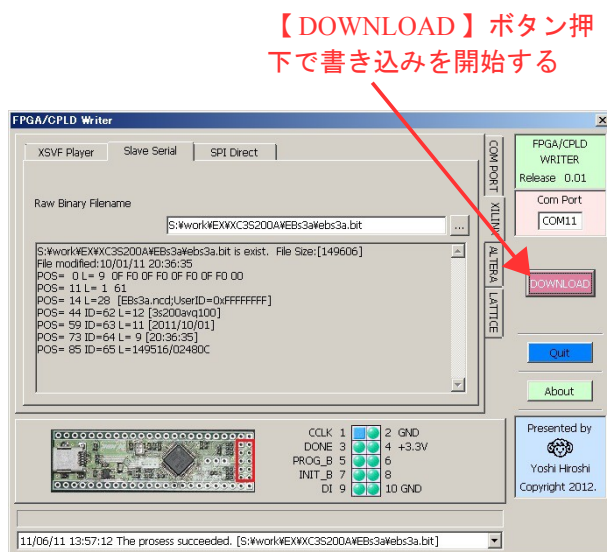 【 DOWNLOAD 】ボタン押
下で書き込みを開始する
FPGA/CPLD Writer
XSVF Player
Slave Serial
SPI Direct
Raw Binary Filename
S:¥work¥EX¥XC3S200A¥EBs3a¥ebs3a.bit
...
S:¥work¥EX¥XC3S200A¥EBs3a¥ebs3a.bit is exist.  File Size:[149606]
File modified:10/01/11 20:36:35
POS=  0 L= 9  0F F0 0F F0 0F F0 0F F0 00
POS= 11 L= 1  61
POS= 14 L=28  [EBs3a.ncd;UserID=0xFFFFFFFF]
POS= 44 ID=62 L=12 [3s200avq100]
POS= 59 ID=63 L=11 [2011/10/01]
POS= 73 ID=64 L= 9 [20:36:35]
POS= 85 ID=65 L=149516/02480C
COM PORT
XILINX
ALTERA
LATTICE
FPGA/CPLD
WRITER
Release  0.01
Com Port
COM11
DOWNLOAD
Quit
About
CCLK 1 2 GND
DONE 3 4 +3.3V
PROG_B 5 6
INIT_B 7 8
DI 9 10 GND
Presented by
Yoshi Hiroshi
Copyright 2012.
11/06/11 13:57:12 The prosess succeeded. [S:¥work¥EX¥XC3S200A¥EBs3a¥ebs3a.bit]